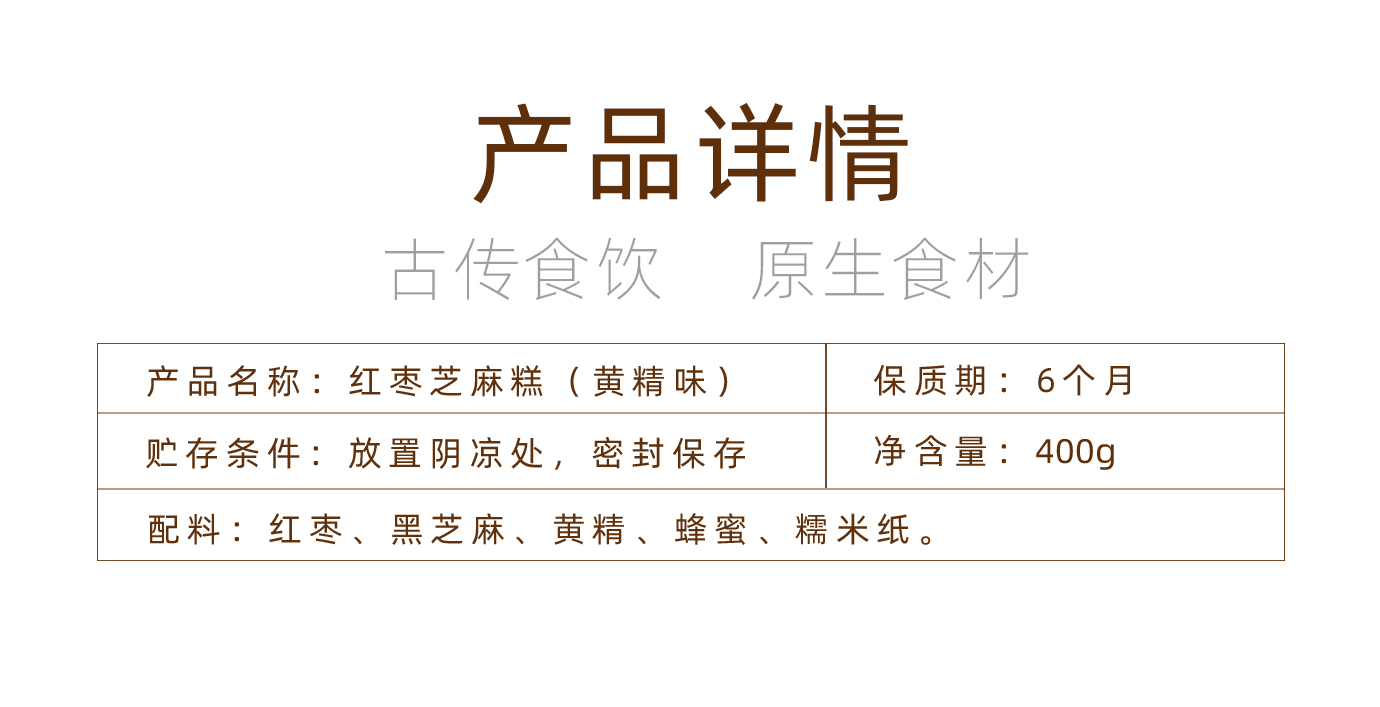 产品详情
古传食饮 原生食材
产品名称：红枣芝麻糕（黄精味） 保质期：6个月
贮存条件：放置阴凉处，密封保存 净含量：400g
配料：红枣、黑芝麻、黄精、蜂蜜、糯米纸。